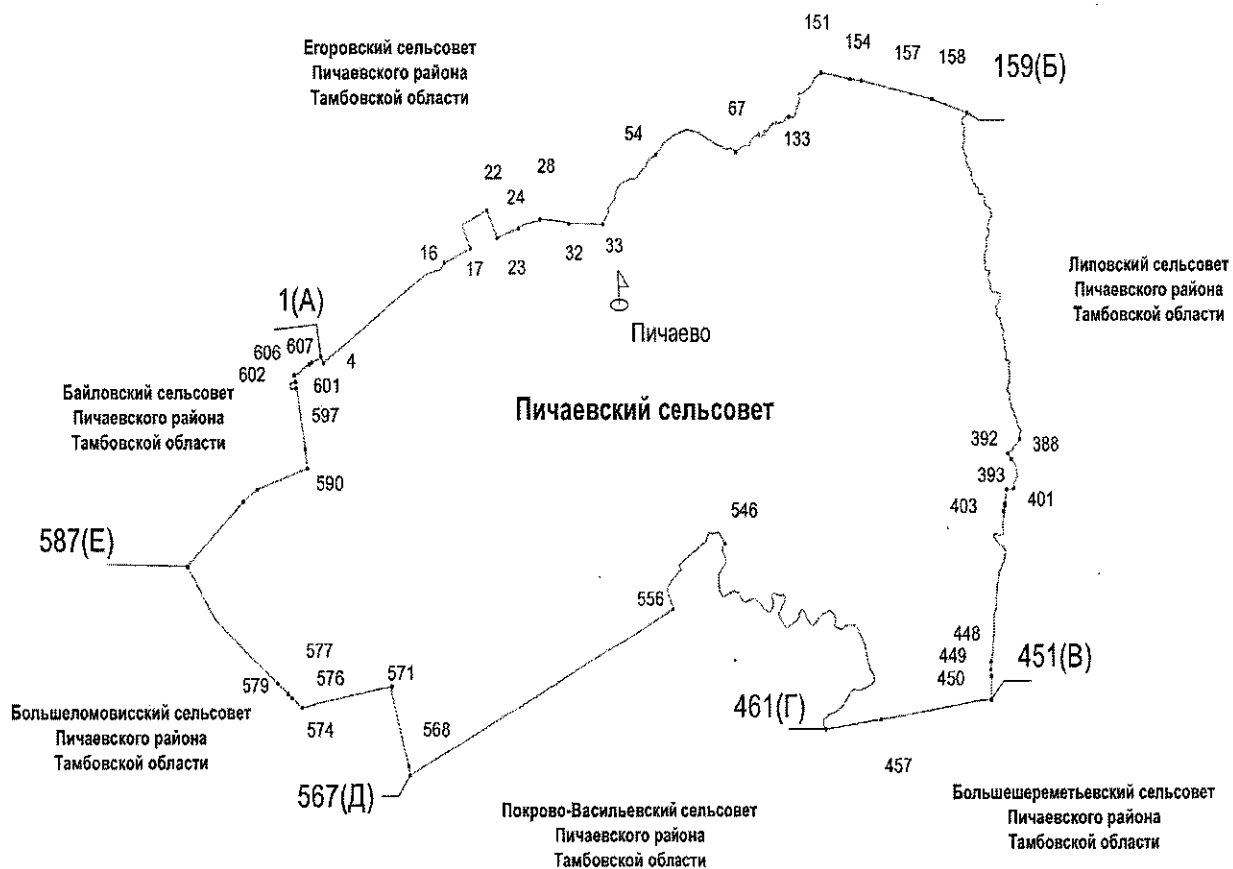 151
154
157
158
159(Б)
Егоровский сельсовет
Пичаевского района
Тамбовской области
67
54
133
22
28
24
16
17
23
32
33
Липовский сельсовет
Пичаевского района
Тамбовской области
1(А)
Пичаево
606
607
4
602
601
Байловский сельсовет
Пичаевского района
Тамбовской области
597
Пичаевский сельсовет
392
388
590
393
403
401
546
587(Е)
556
448
449
450
451(В)
577
576
571
579
Большеломовисский сельсовет
Пичаевского района
Тамбовской области
574
568
461(Г)
457
567(Д)
Покрово-Васильевский сельсовет
Пичаевского района
Тамбовской области
Большешереметьевский сельсовет
Пичаевского района
Тамбовской области